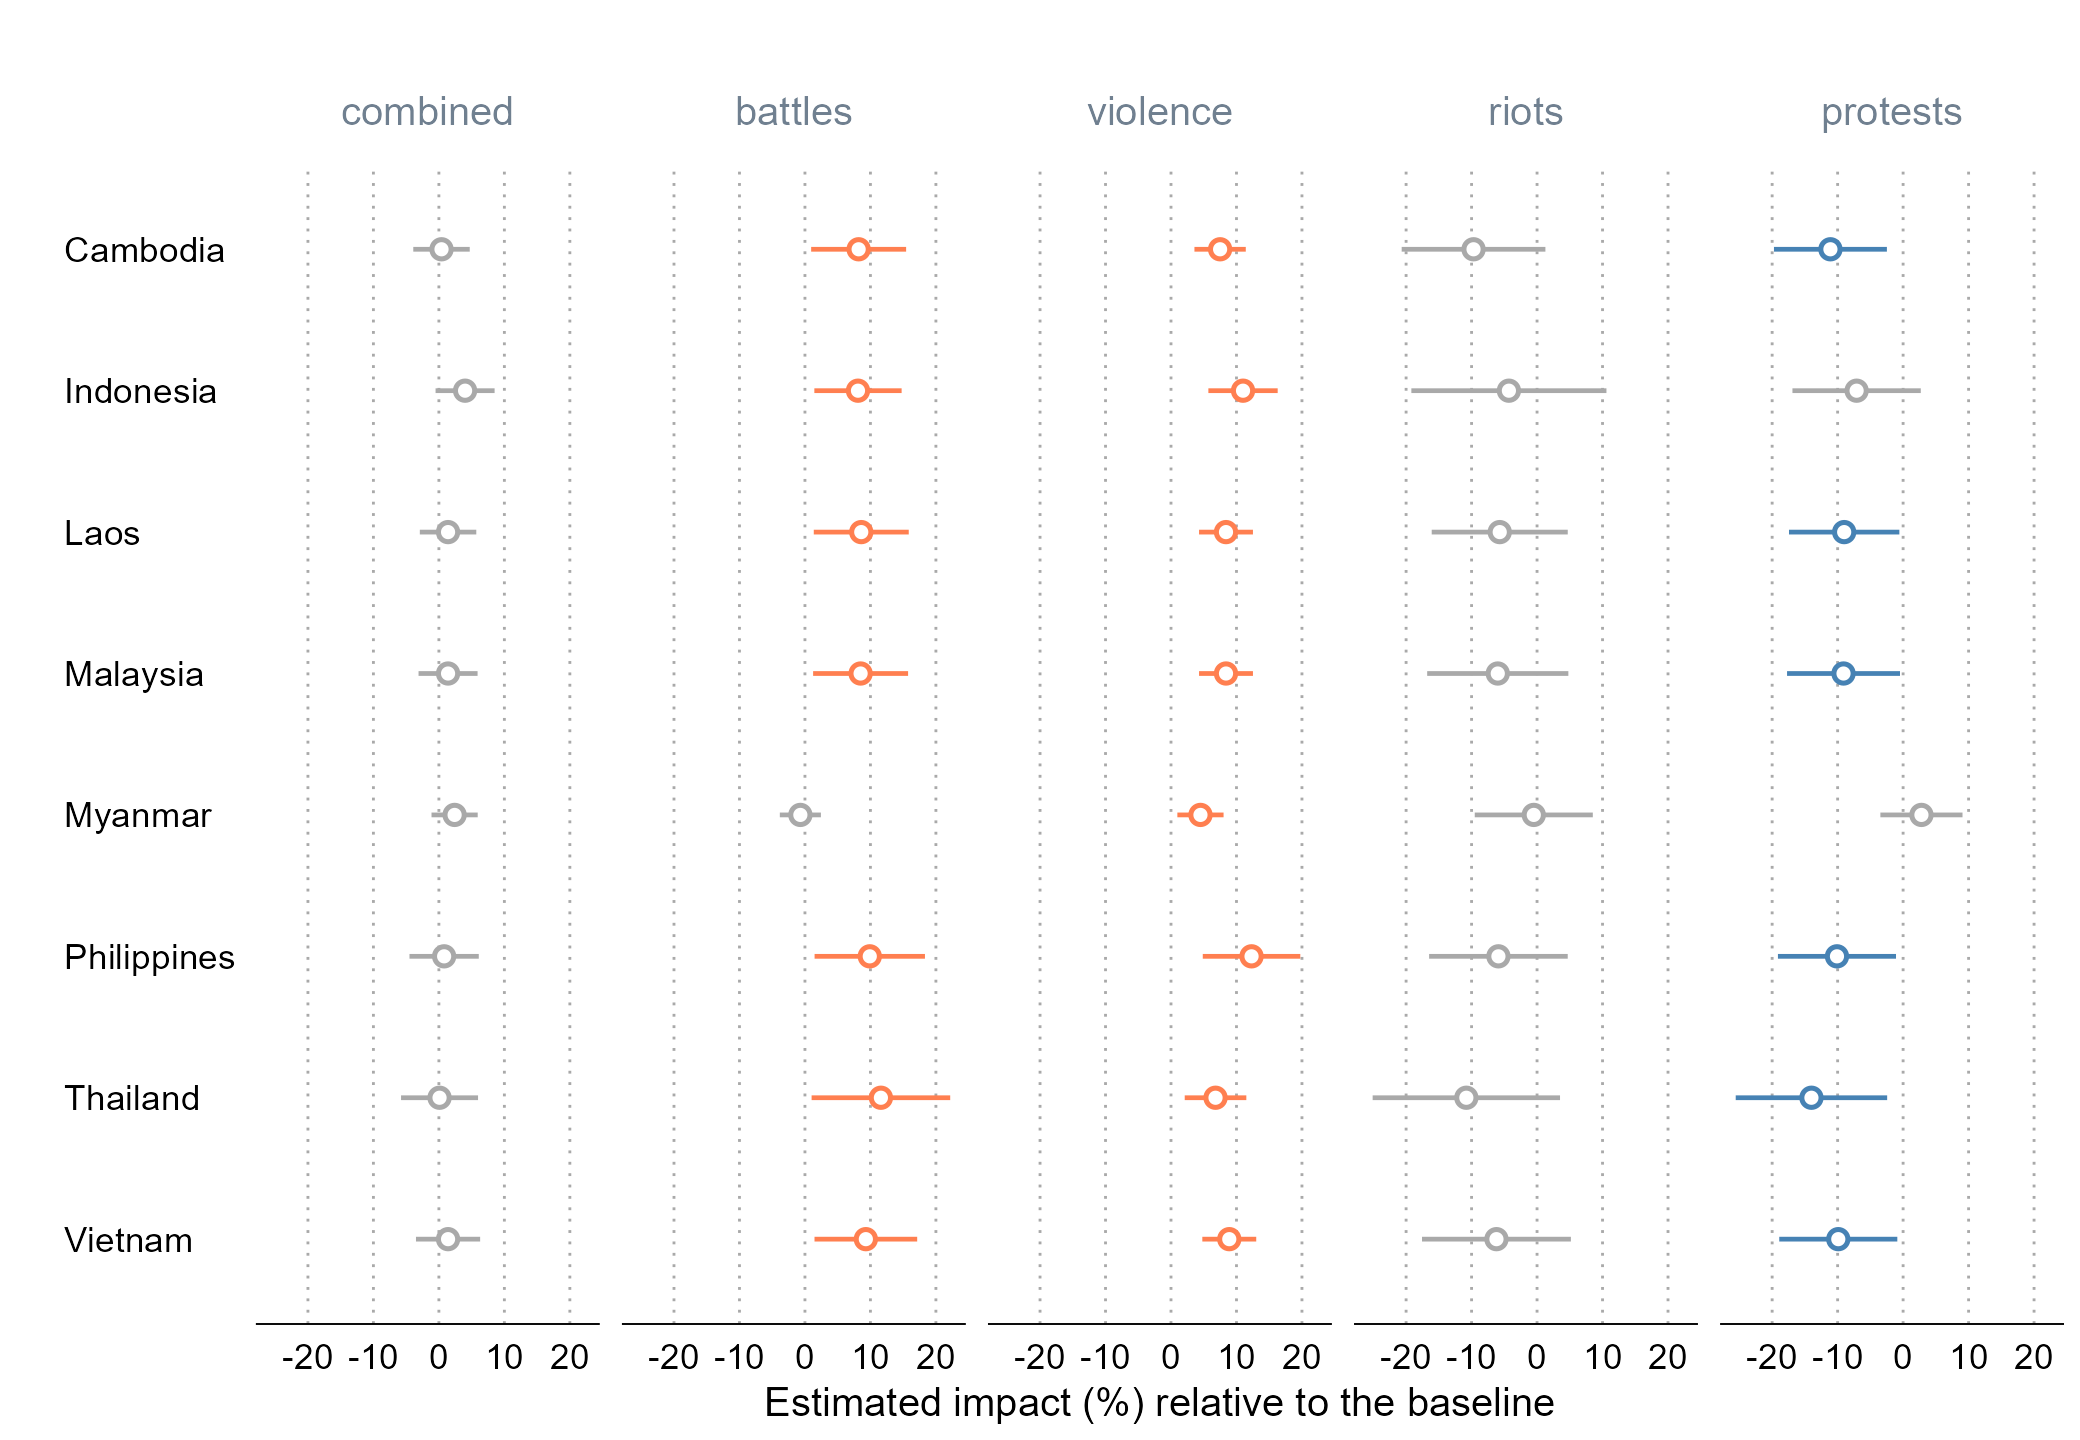 combined battles violence riots protests
Cambodia
Indonesia
Laos
Malaysia
Myanmar
Philippines
Thailand
Vietnam
-20 -10 0 10 20 -20 -10 0 10 20 -20 -10 0 10 20 -20 -10 0 10 20 -20 -10 0 10 20
Estimated impact (%) relative to the baseline